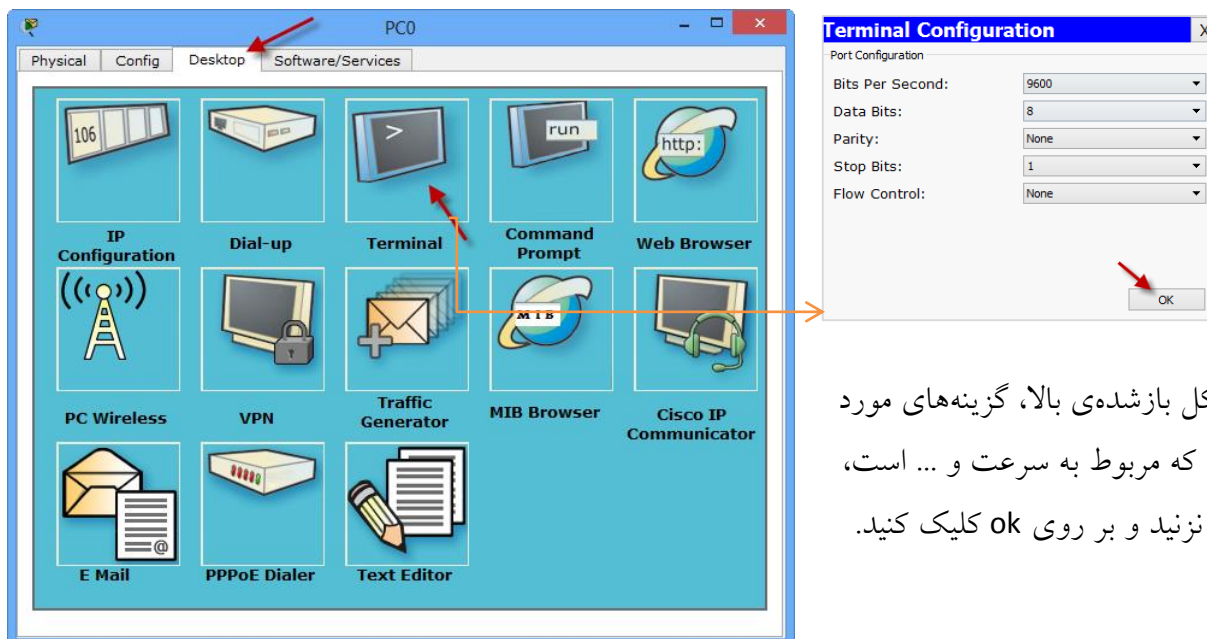 PC0
Physical Config Desktop Software/Services
106
>
run
http:
IP
Configuration
Dial-up
Terminal
Command
Prompt
Web Browser
MIB
PC Wireless
VPN
Traffic
Generator
MIB Browser
Cisco IP
Communicator
@
E Mail
PPPoE Dialer
Text Editor
Terminal Configuration X
Port Configuration
Bits Per Second: 9600
Data Bits: 8
Parity: None
Stop Bits: 1
Flow Control: None
OK
کل بازشده‌ی بالا، گزینه‌های مورد
که مربوط به سرعت و ... است،
نزنید و بر روی ok کلیک کنید.